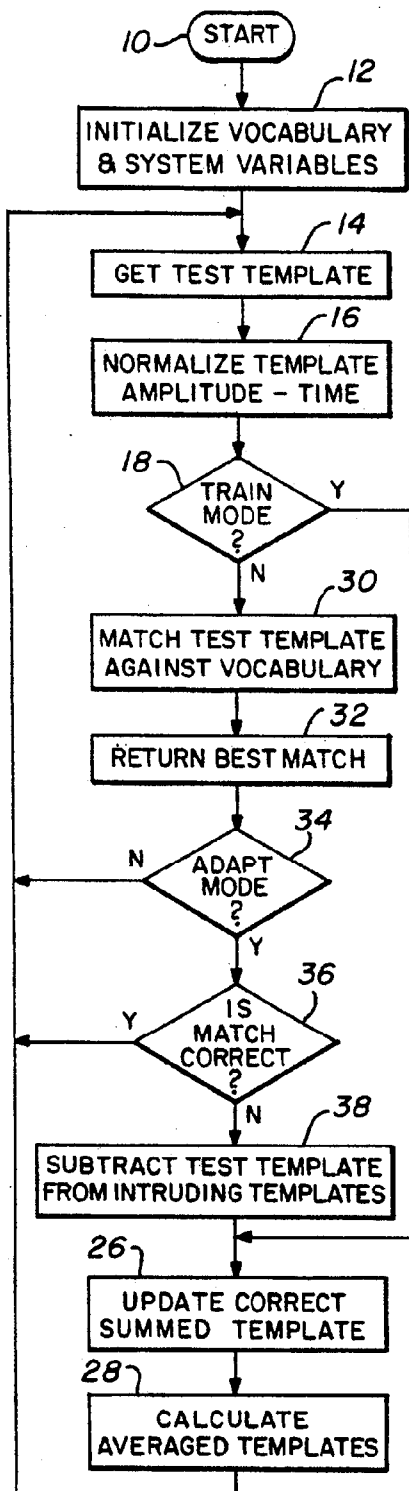 10
START
12
INITIALIZE VOCABULARY
& SYSTEM VARIABLES
14
GET TEST TEMPLATE
16
NORMALIZE TEMPLATE
AMPLITUDE - TIME
18
TRAIN
MODE
?
Y
N
30
MATCH TEST TEMPLATE
AGAINST VOCABULARY
32
RETURN BEST MATCH
34
N
ADAPT
MODE
?
Y
36
Y
IS
MATCH
CORRECT
?
N
38
SUBTRACT TEST TEMPLATE
FROM INTRUDING TEMPLATES
26
UPDATE CORRECT
SUMMED TEMPLATE
28
CALCULATE
AVERAGED TEMPLATES